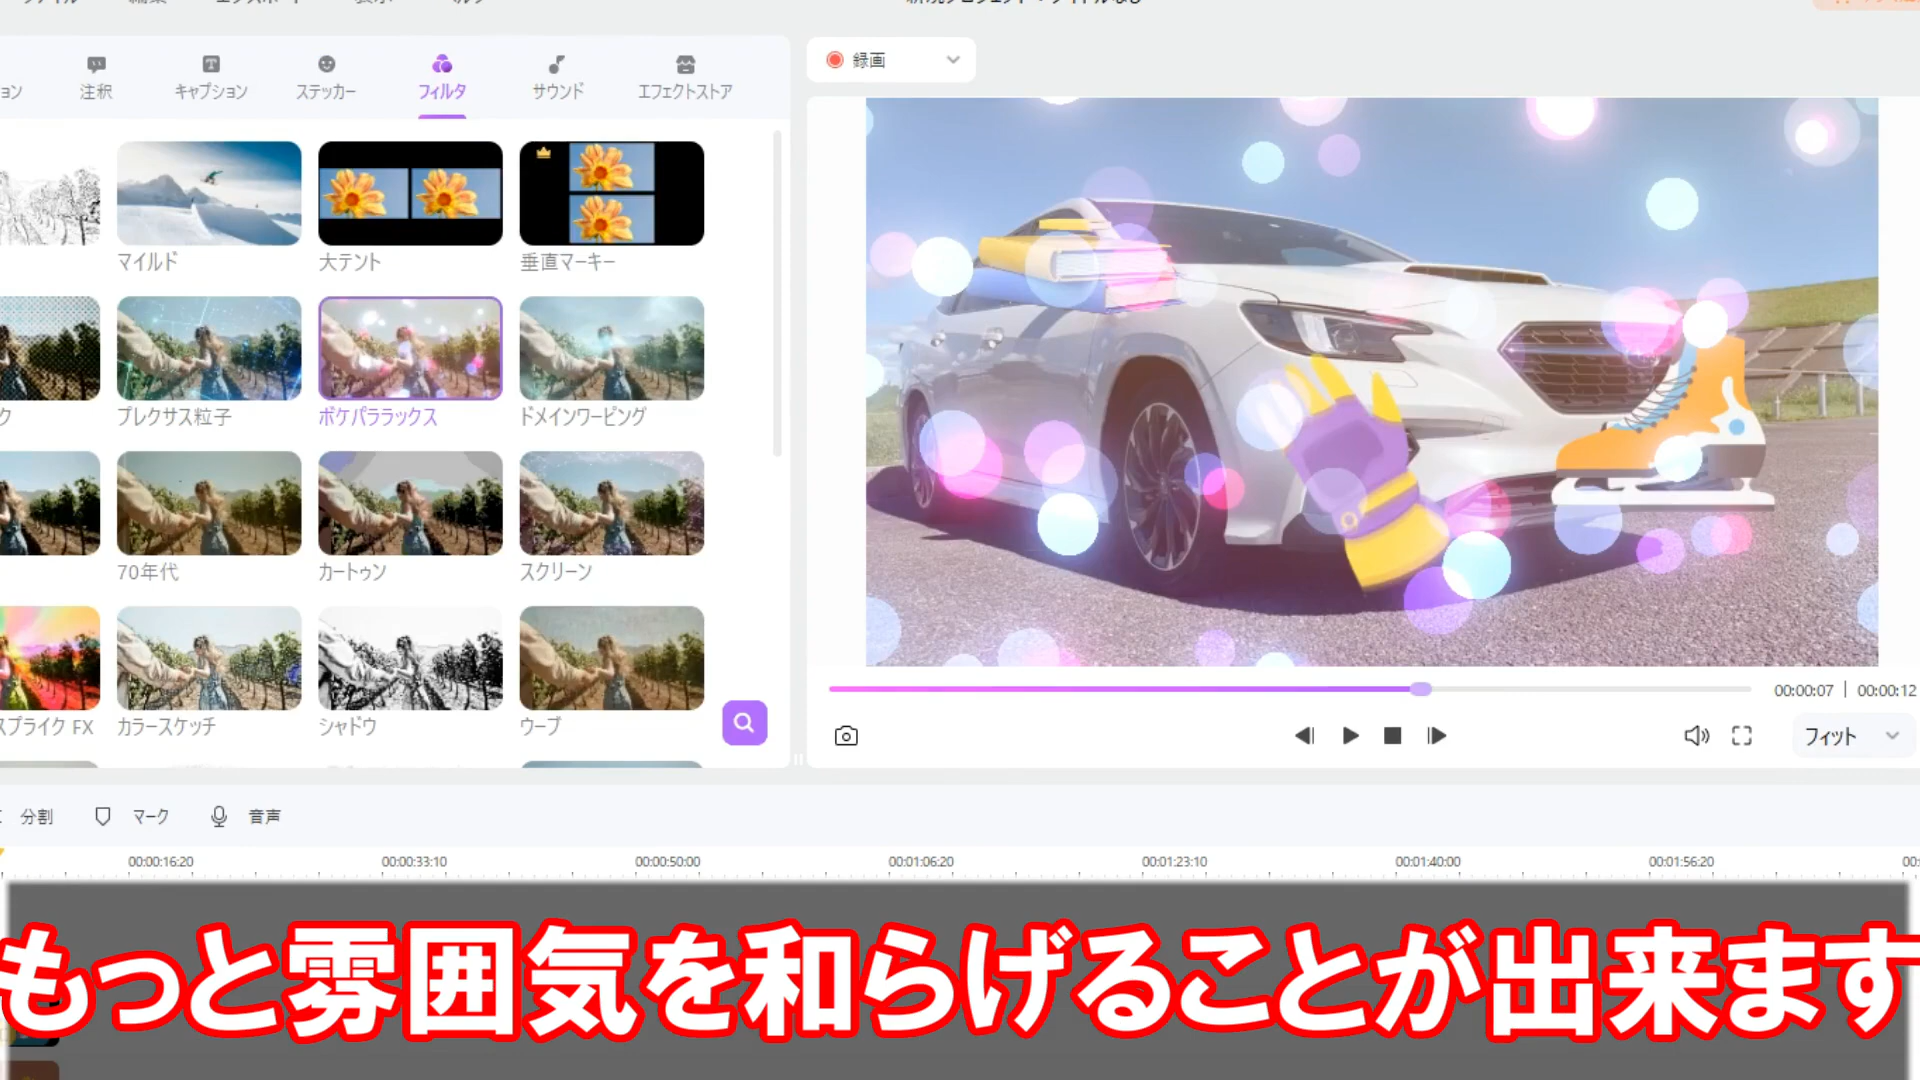 注釈
キャプション
ステッカー
フィルタ
サウンド
エフェクトストア
録画
マイルド
大テント
垂直マーキー
プレクサス粒子
ボケパララックス
ドメインワーピング
70年代
カートゥン
スクリーン
スプライク FX
カラースケッチ
シャドウ
ウープ
00:00:07 | 00:00:12
フィット
分割
マーク
音声
00:00:16:20
00:00:33:10
00:00:50:00
00:01:06:20
00:01:23:10
00:01:40:00
00:01:56:20
もっと雰囲気を和らげることが出来ます